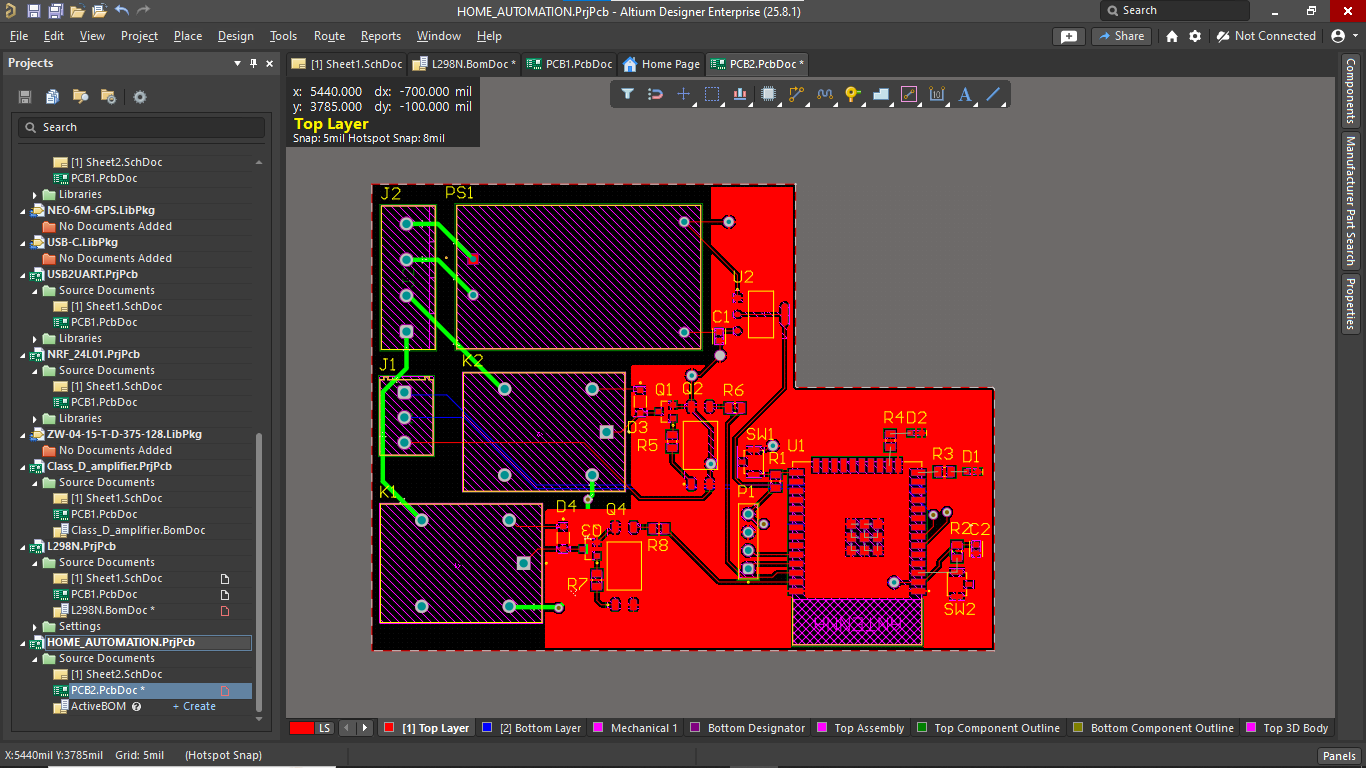 HOME_AUTOMATION.PrjPcb - Altium Designer Enterprise (25.8.1)
Search
File Edit View Project Place Design Tools Route Reports Window Help
Share
Not Connected
Projects
[1] Sheet1.SchDoc
L298N.BomDoc *
PCB1.PcbDoc
Home Page
PCB2.PcbDoc *
x: 5440.000 dx: -700.000 mil
y: 3785.000 dy: -100.000 mil
Top Layer
Snap: 5mil Hotspot Snap: 8mil
Search
[1] Sheet2.SchDoc
PCB1.PcbDoc
Libraries
NEO-6M-GPS.LibPkg
No Documents Added
USB-C.LibPkg
No Documents Added
USB2UART.PrjPcb
Source Documents
[1] Sheet1.SchDoc
PCB1.PcbDoc
Libraries
NRF_24L01.PrjPcb
Source Documents
[1] Sheet1.SchDoc
PCB1.PcbDoc
Libraries
ZW-04-15-T-D-375-128.LibPkg
No Documents Added
Class_D_amplifier.PrjPcb
Source Documents
[1] Sheet1.SchDoc
PCB1.PcbDoc
Class_D_amplifier.BomDoc
L298N.PrjPcb
Source Documents
[1] Sheet1.SchDoc
PCB1.PcbDoc
L298N.BomDoc *
Settings
HOME_AUTOMATION.PrjPcb
Source Documents
[1] Sheet2.SchDoc
PCB2.PcbDoc *
ActiveBOM
+ Create
J2 PS1
U2
C1
J1 K2
Q1 Q2 R6
D3
R5
SW1
R1
U1
R4 D2
R3 D1
K1
P1
D4
Q4
Q3
R8
R7
R2 C2
SW2
ANTENNA
Components
Manufacturer Part Search
Properties
LS
[1] Top Layer
[2] Bottom Layer
Mechanical 1
Bottom Designator
Top Assembly
Top Component Outline
Bottom Component Outline
Top 3D Body
X:5440mil Y:3785mil Grid: 5mil (Hotspot Snap)
Panels